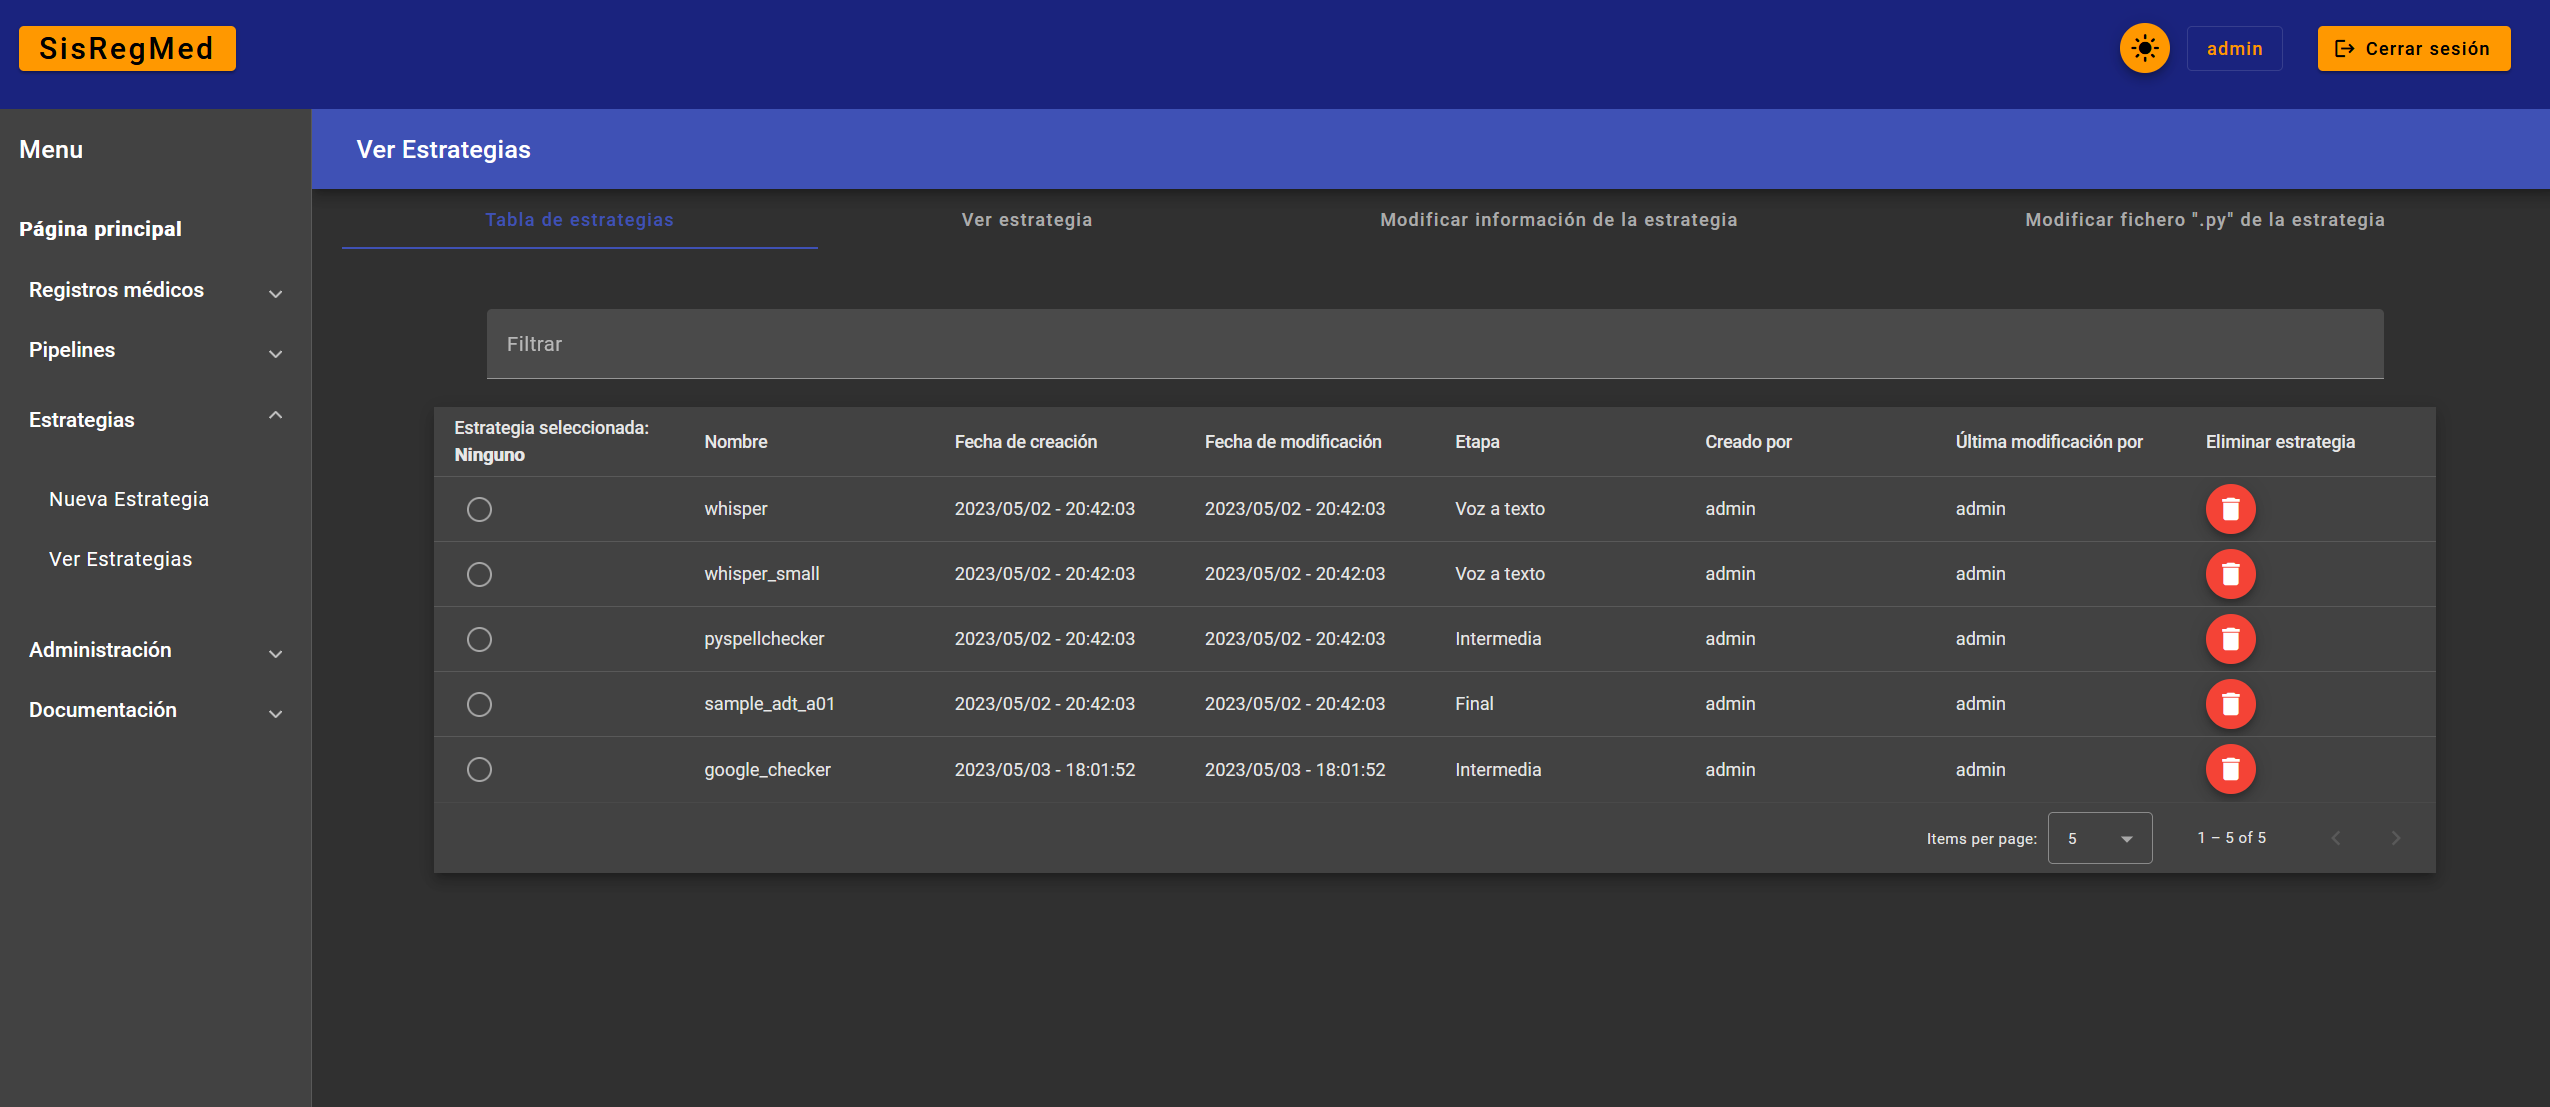 SisRegMed
admin
Cerrar sesión
Menu
Página principal
Registros médicos
Pipelines
Estrategias
Nueva Estrategia
Ver Estrategias
Administración
Documentación
Ver Estrategias
Tabla de estrategias Ver estrategia Modificar información de la estrategia Modificar fichero ".py" de la estrategia
Filtrar
Estrategia seleccionada:
Ninguno
Nombre Fecha de creación Fecha de modificación Etapa Creado por Última modificación por Eliminar estrategia
whisper 2023/05/02 - 20:42:03 2023/05/02 - 20:42:03 Voz a texto admin admin
whisper_small 2023/05/02 - 20:42:03 2023/05/02 - 20:42:03 Voz a texto admin admin
pyspellchecker 2023/05/02 - 20:42:03 2023/05/02 - 20:42:03 Intermedia admin admin
sample_adt_a01 2023/05/02 - 20:42:03 2023/05/02 - 20:42:03 Final admin admin
google_checker 2023/05/03 - 18:01:52 2023/05/03 - 18:01:52 Intermedia admin admin
Items per page: 5 1 – 5 of 5